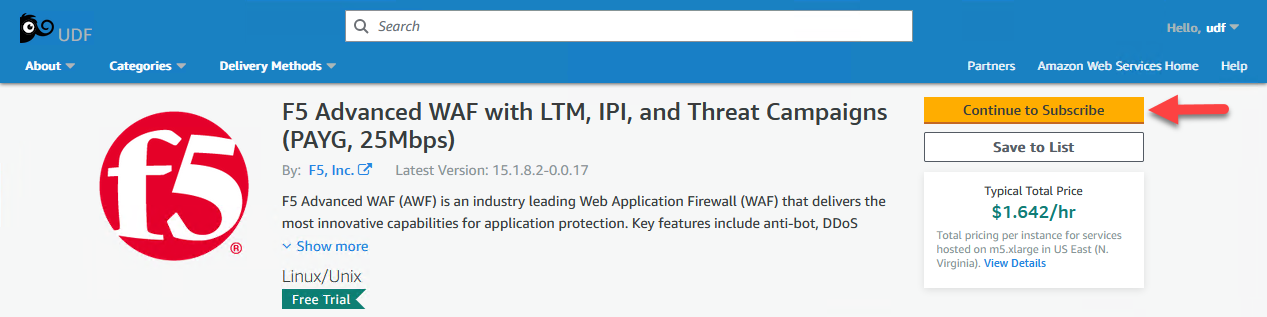 UDF
Search
Hello, udf
About
Categories
Delivery Methods
Partners
Amazon Web Services Home
Help
f5
®
F5 Advanced WAF with LTM, IPI, and Threat Campaigns
(PAYG, 25Mbps)
By: F5, Inc.
Latest Version: 15.1.8.2-0.0.17
F5 Advanced WAF (AWF) is an industry leading Web Application Firewall (WAF) that delivers the
most innovative capabilities for application protection. Key features include anti-bot, DDoS
Show more
Linux/Unix
Free Trial
Continue to Subscribe
Save to List
Typical Total Price
$1.642/hr
Total pricing per instance for services
hosted on m5.xlarge in US East (N.
Virginia). View Details